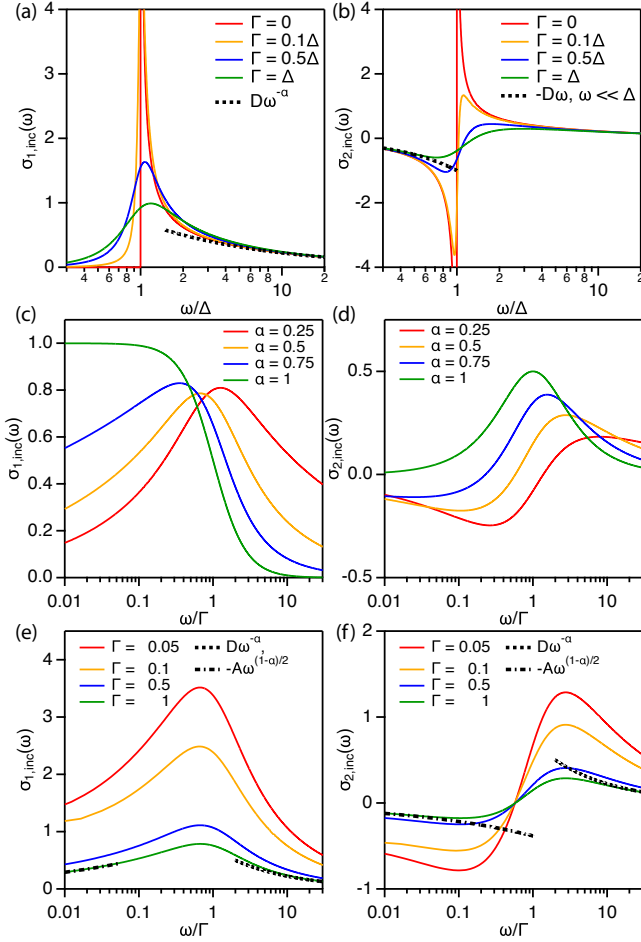 (a)
4
3
2
1
0
σ1,inc(ω)
Γ = 0
Γ = 0.1Δ
Γ = 0.5Δ
Γ = Δ
Dω-α
4 6 8 1 2 4 6 8 10 2
ω/Δ
(b)
4
2
0
-2
-4
σ2,inc(ω)
Γ = 0
Γ = 0.1Δ
Γ = 0.5Δ
Γ = Δ
-Dω, ω << Δ
4 6 8 1 2 4 6 8 10 2
ω/Δ
(c)
1.0
0.8
0.6
0.4
0.2
0.0
σ1,inc(ω)
α = 0.25
α = 0.5
α = 0.75
α = 1
0.01 0.1 1 10
ω/Γ
(d)
0.5
0.0
-0.5
σ2,inc(ω)
α = 0.25
α = 0.5
α = 0.75
α = 1
0.01 0.1 1 10
ω/Γ
(e)
5
4
3
2
1
0
σ1,inc(ω)
Γ = 0.05
Γ = 0.1
Γ = 0.5
Γ = 1
Dω-α,
-Aω(1-α)/2
0.01 0.1 1 10
ω/Γ
(f)
2
1
0
-1
σ2,inc(ω)
Γ = 0.05
Γ = 0.1
Γ = 0.5
Γ = 1
Dω-α
-Aω(1-α)/2
0.01 0.1 1 10
ω/Γ